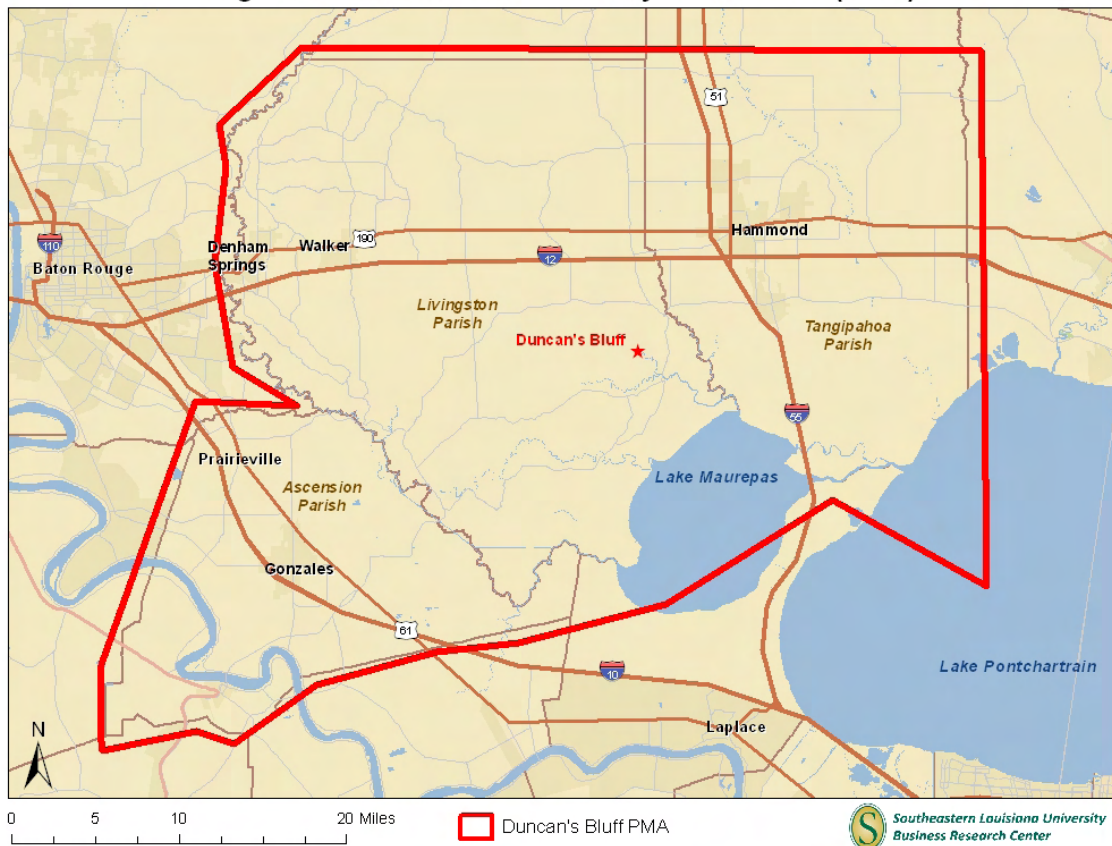 51
Hammond
190
Walker
Denham
Springs
110
Baton Rouge
12
Livingston
Parish
Duncan's Bluff
Tangipahoa
Parish
55
Prairieville
Lake Maurepas
Ascension
Parish
Gonzales
61
10
Lake Pontchartrain
Laplace
N
0 5 10 20 Miles
Duncan's Bluff PMA
S
Southeastern Louisiana University
Business Research Center